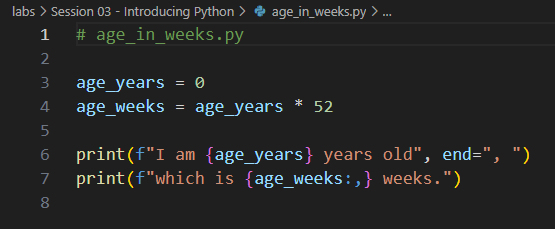 labs > Session 03 - Introducing Python > age_in_weeks.py > ...
1 # age_in_weeks.py
2
3 age_years = 0
4 age_weeks = age_years * 52
5
6 print(f"I am {age_years} years old", end=", ")
7 print(f"which is {age_weeks:,} weeks.")
8